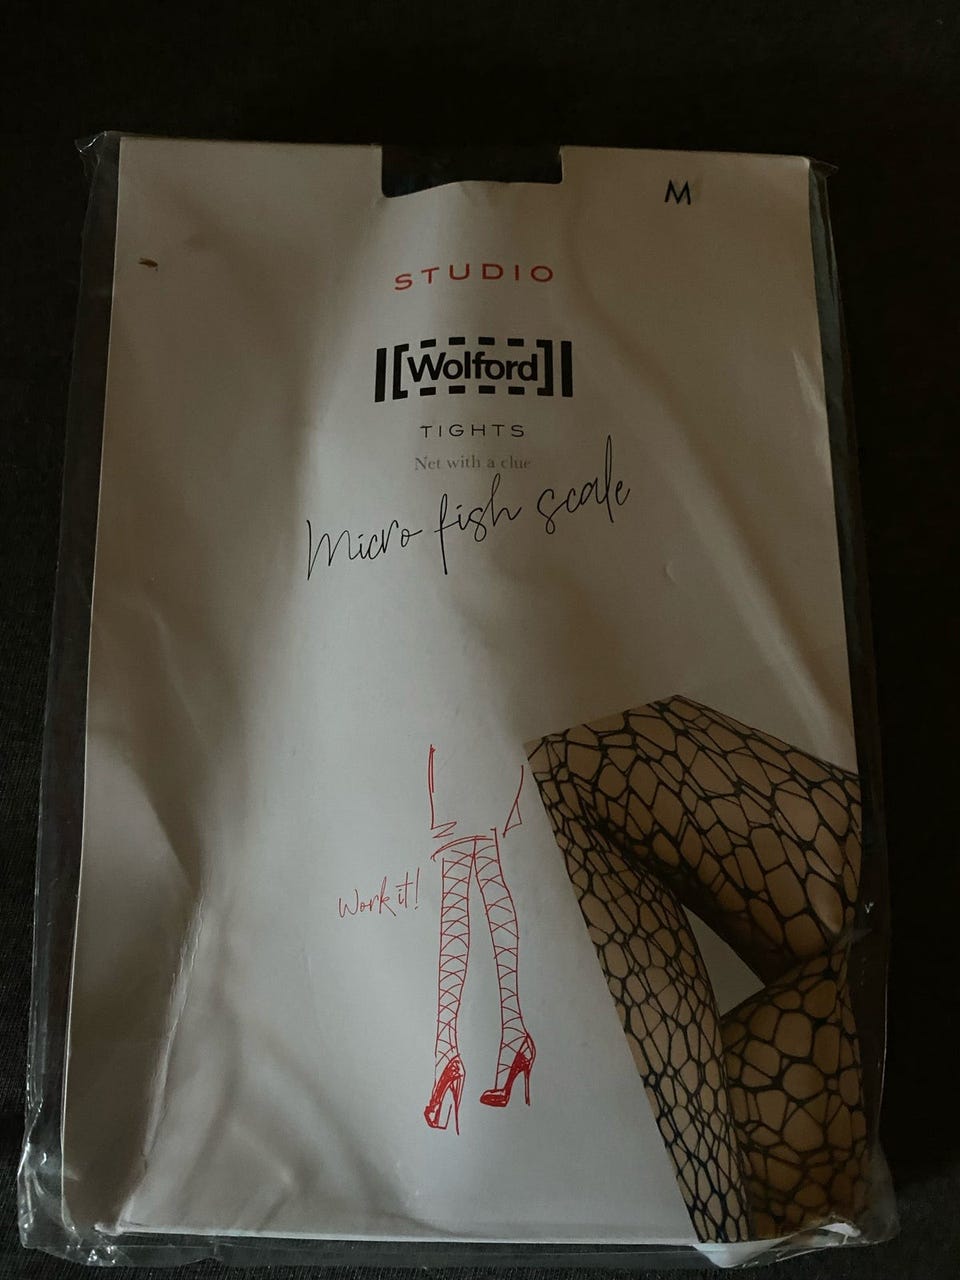 M
STUDIO
Wolford
TIGHTS
Net with a clue
Micro fish scale
Work it!